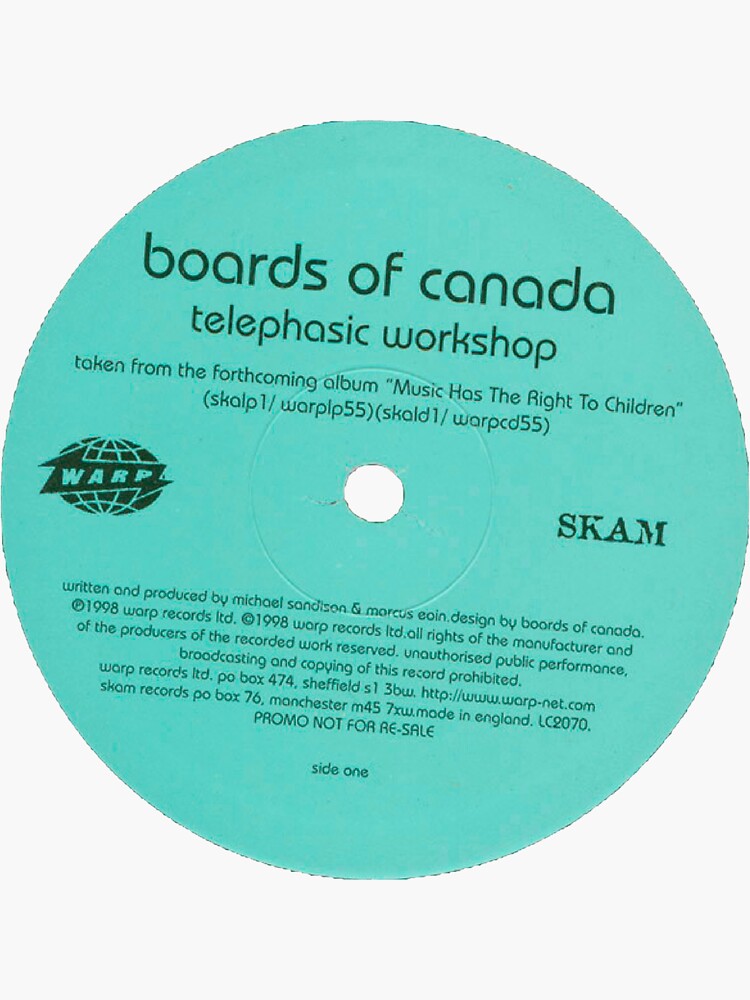 boards of canada
telephasic workshop
taken from the forthcoming album "Music Has The Right To Children"
(skalp1/ warplp55)(skald1/ warpcd55)
WARP
SKAM
written and produced by michael sandison & marcus eoin.design by boards of canada.
℗1998 warp records ltd. ©1998 warp records ltd.all rights of the manufacturer and
of the producers of the recorded work reserved. unauthorised public performance,
broadcasting and copying of this record prohibited.
warp records ltd. po box 474, sheffield s1 3bw. http://www.warp-net.com
skam records po box 76, manchester m45 7xw.made in england. LC2070.
PROMO NOT FOR RE-SALE
side one